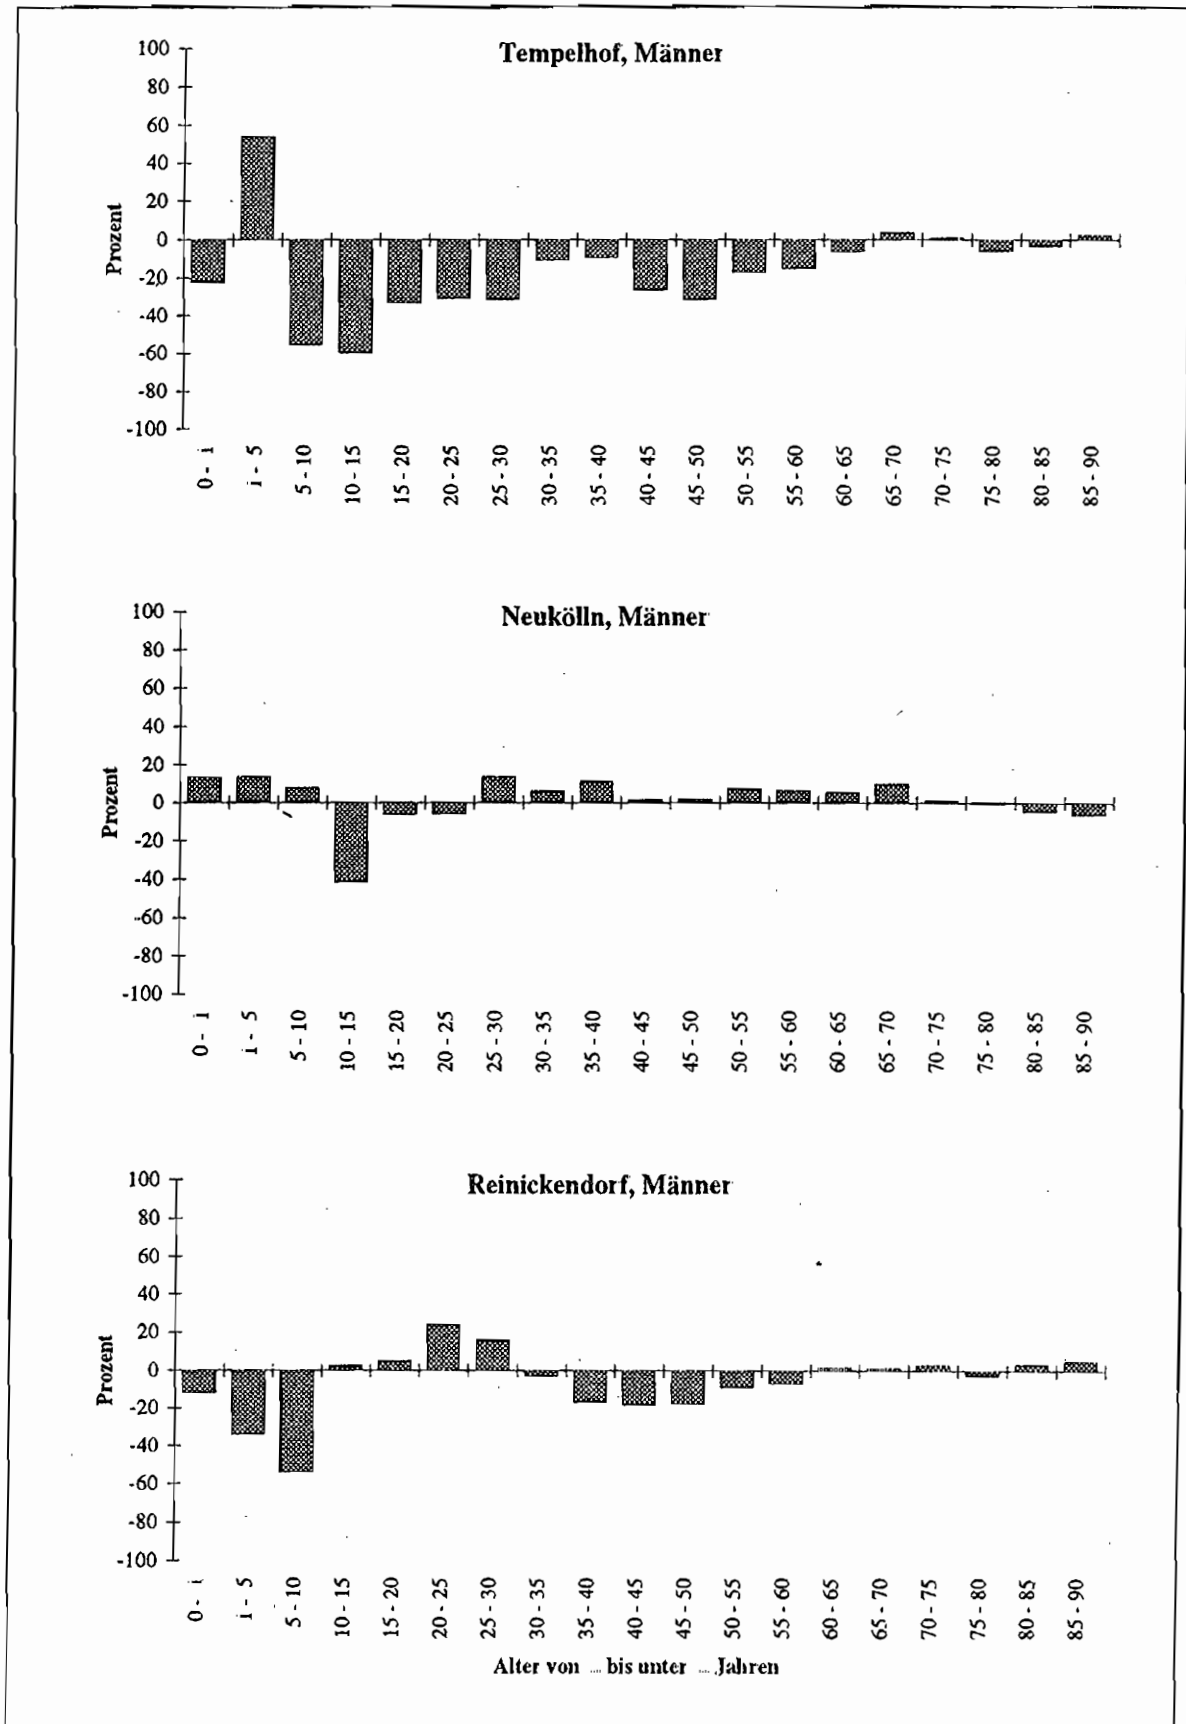 Tempelhof, Männer
Prozent
100
80
60
40
20
0
-20
-40
-60
-80
-100
0 - 1
1 - 5
5 - 10
10 - 15
15 - 20
20 - 25
25 - 30
30 - 35
35 - 40
40 - 45
45 - 50
50 - 55
55 - 60
60 - 65
65 - 70
70 - 75
75 - 80
80 - 85
85 - 90
Neukölln, Männer
Prozent
100
80
60
40
20
0
-20
-40
-60
-80
-100
0 - 1
1 - 5
5 - 10
10 - 15
15 - 20
20 - 25
25 - 30
30 - 35
35 - 40
40 - 45
45 - 50
50 - 55
55 - 60
60 - 65
65 - 70
70 - 75
75 - 80
80 - 85
85 - 90
Reinickendorf, Männer
Prozent
100
80
60
40
20
0
-20
-40
-60
-80
-100
0 - 1
1 - 5
5 - 10
10 - 15
15 - 20
20 - 25
25 - 30
30 - 35
35 - 40
40 - 45
45 - 50
50 - 55
55 - 60
60 - 65
65 - 70
70 - 75
75 - 80
80 - 85
85 - 90
Alter von ... bis unter ... Jahren